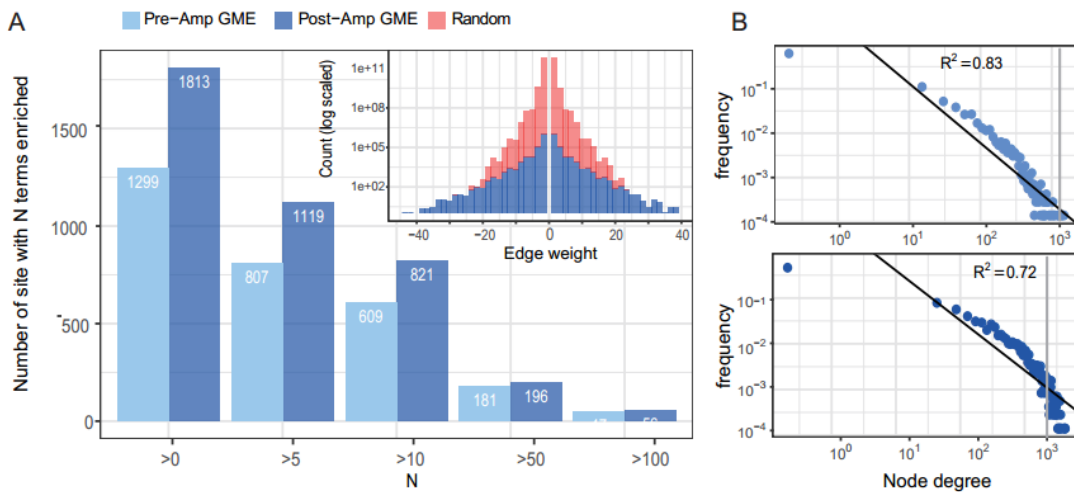 A
Pre-Amp GME Post-Amp GME Random
B
Number of site with N terms enriched
1500
1000
500
0
1299
1813
807
1119
609
821
181
196
>0 >5 >10 >50 >100
N
Count (log scaled)
1e+11
1e+08
1e+05
1e+02
−40 −20 0 20 40
Edge weight
frequency
R²=0.83
10⁻¹
10⁻²
10⁻³
10⁻⁴
10⁰ 10¹ 10² 10³
frequency
R²=0.72
10⁻¹
10⁻²
10⁻³
10⁻⁴
10⁰ 10¹ 10² 10³
Node degree